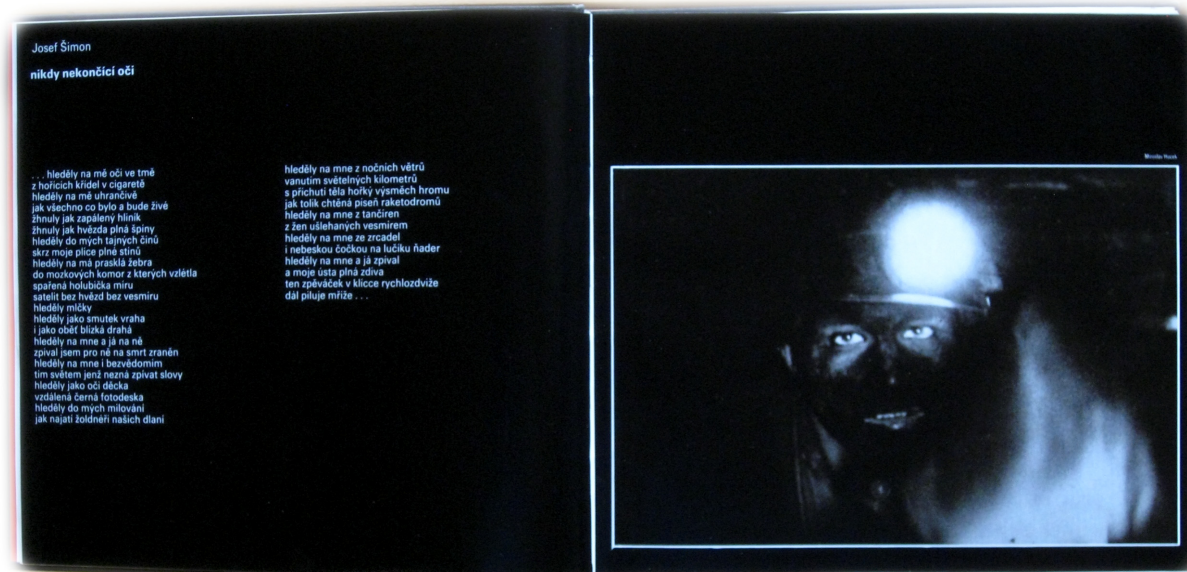 Josef Šimon
nikdy nekončící oči
. . . hleděly na mé oči ve tmě
z hořících křídel v cigaretě
hleděly na mé uhrančivě
jak všechno co bylo a bude živé
žhnuly jak zapálený hliník
žhnuly jak hvězda plná špíny
hleděly do mých tajných činů
skrz moje plíce plné stínů
hleděly na má prasklá žebra
do mozkových komor z kterých vzlétla
spařená holubička míru
satelit bez hvězd bez vesmíru
hleděly mlčky
hleděly jako smutek vraha
i jako oběť blízká drahá
hleděly na mne a já na ně
zpíval jsem pro ně na smrt zraněn
hleděly na mne i bezvědomím
tím světem jenž nezná zpívat slovy
hleděly jako oči děcka
vzdálená černá fotodeska
hleděly do mých milování
jak najatí žoldnéři našich dlaní
hleděly na mne z nočních větrů
vanutím světelných kilometrů
s příchutí těla hořký výsměch hromu
jak tolik chtěná píseň raketodromů
hleděly na mne z tančíren
z žen ušlehaných vesmírem
hleděly na mne ze zrcadel
i nebeskou čočkou na lučíku ňader
hleděly na mne a já zpíval
a moje ústa plná zdiva
ten zpěváček v klícce rychlozdviže
dál piluje mříže . . .